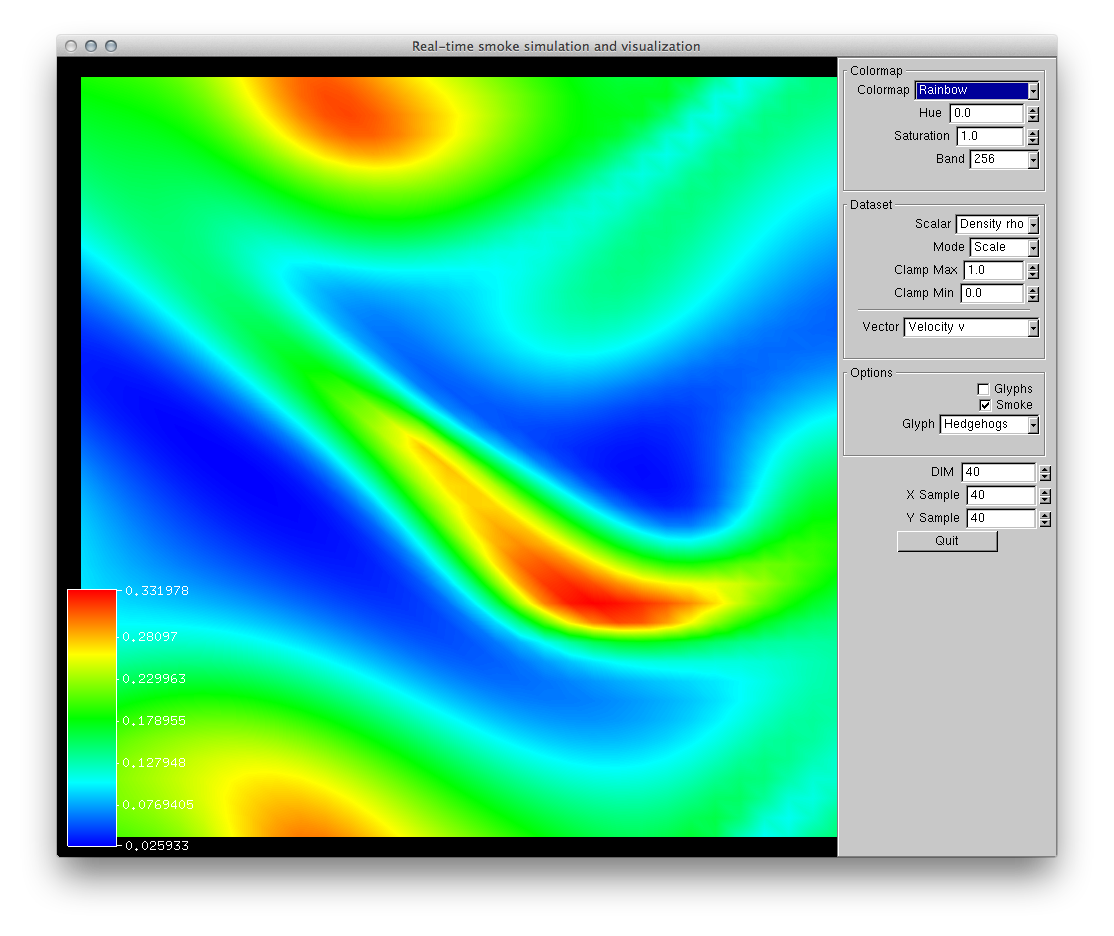 Real-time smoke simulation and visualization
Colormap
Colormap Rainbow
Hue 0.0
Saturation 1.0
Band 256
Dataset
Scalar Density rho
Mode Scale
Clamp Max 1.0
Clamp Min 0.0
Vector Velocity v
Options
Glyphs
Smoke
Glyph Hedgehogs
DIM 40
X Sample 40
Y Sample 40
Quit
0.331978
0.28097
0.229963
0.178955
0.127948
0.0769405
0.025933